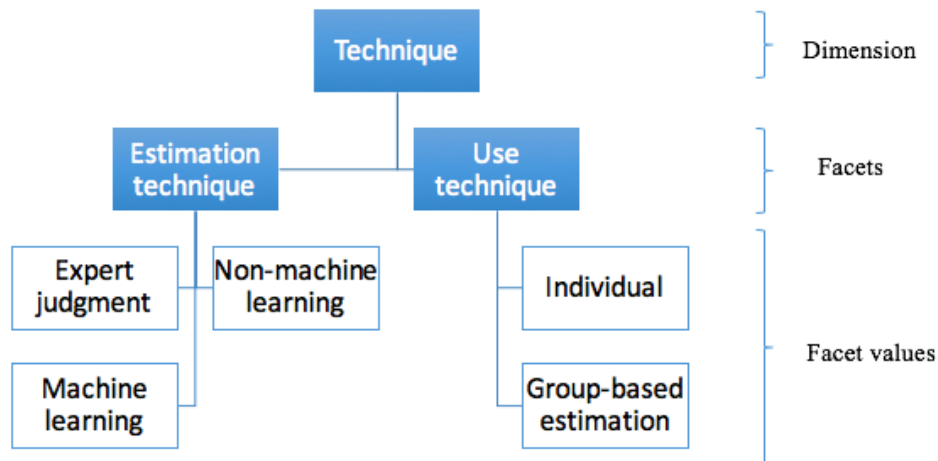 Technique
Dimension
Estimation
technique
Use
technique
Facets
Expert
judgment
Non-machine
learning
Individual
Machine
learning
Group-based
estimation
Facet values